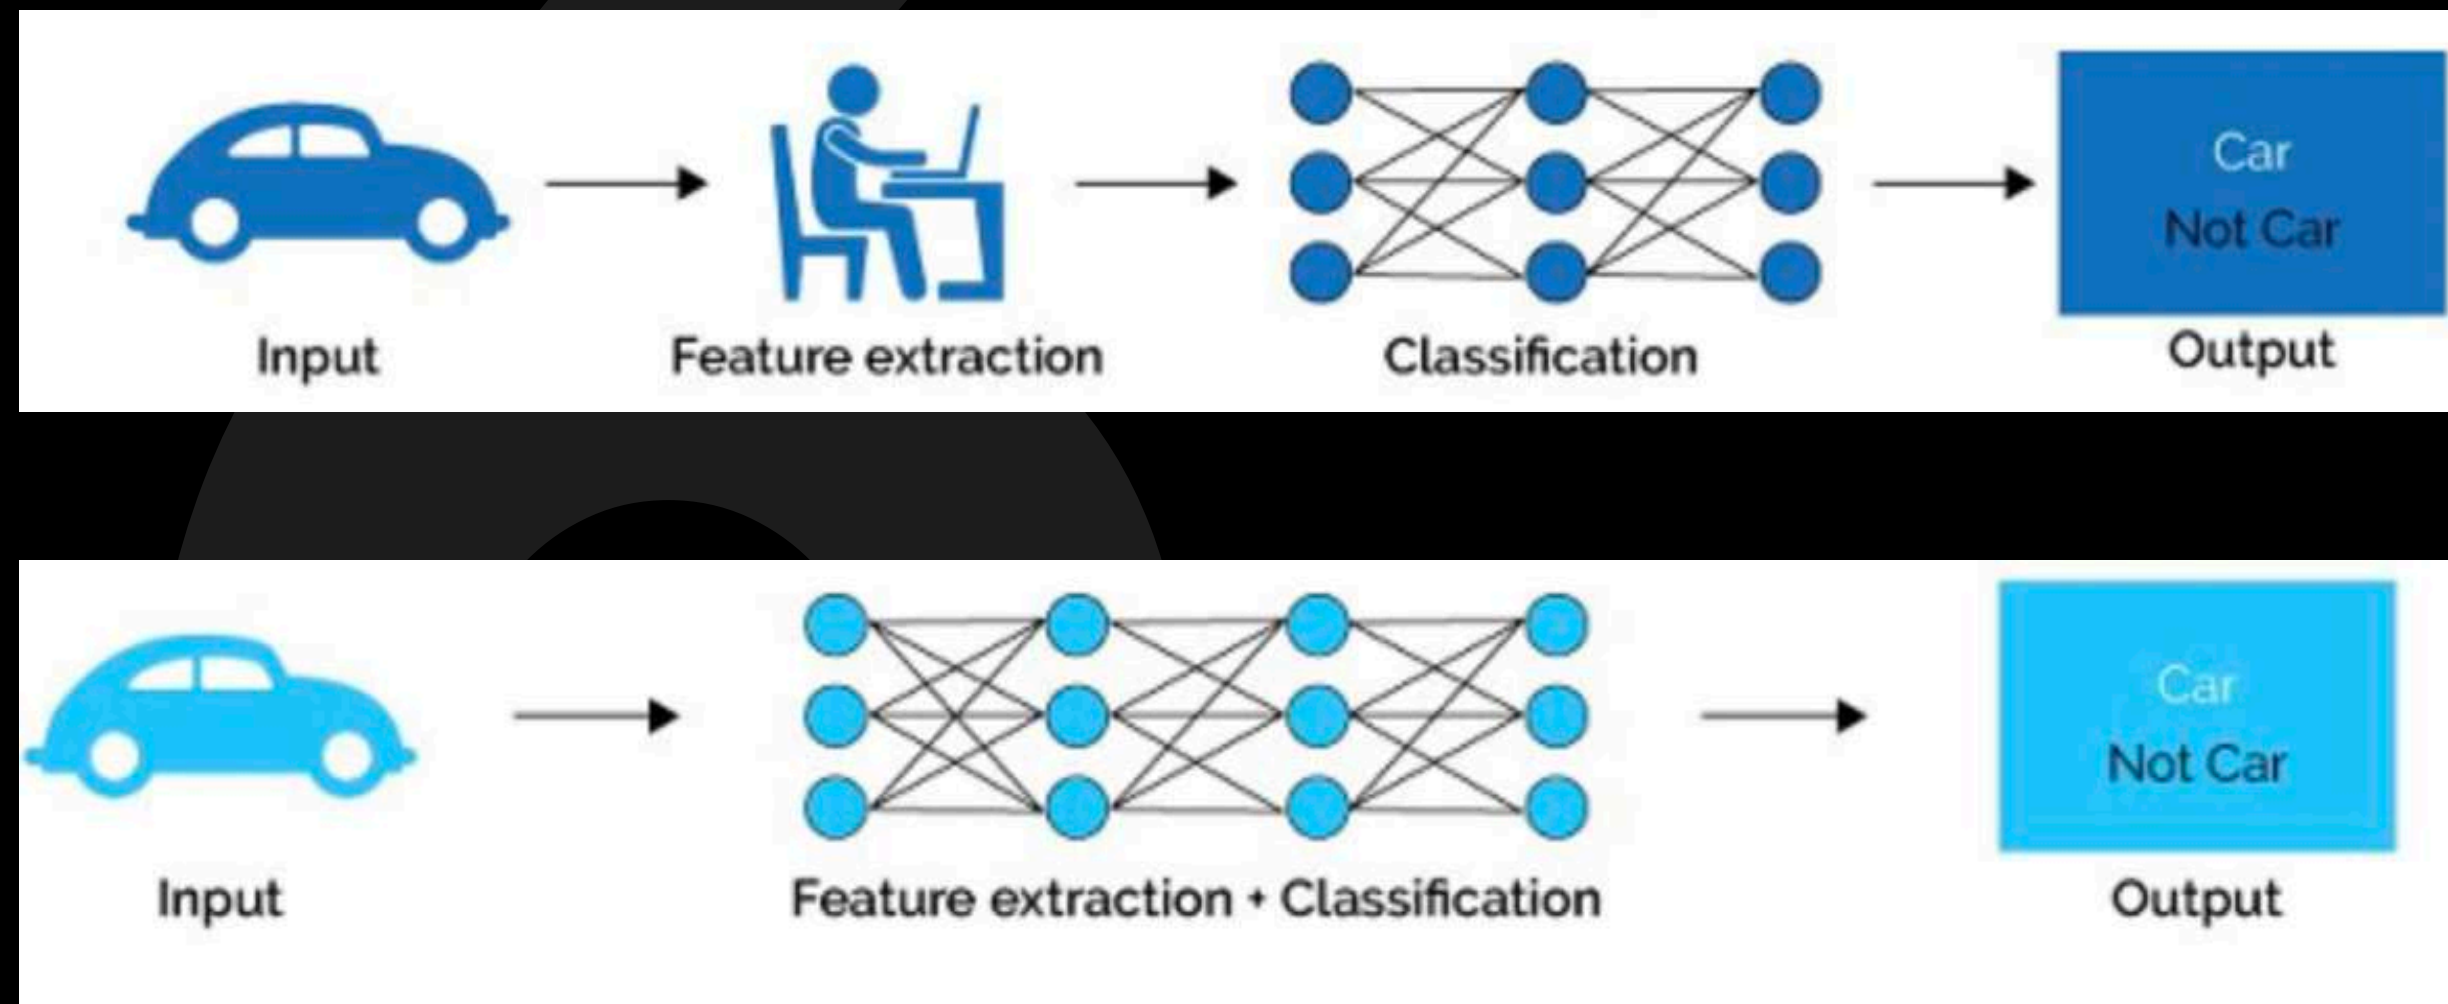 Car
Not Car
Input
Feature extraction
Classification
Output
Car
Not Car
Input
Feature extraction + Classification
Output